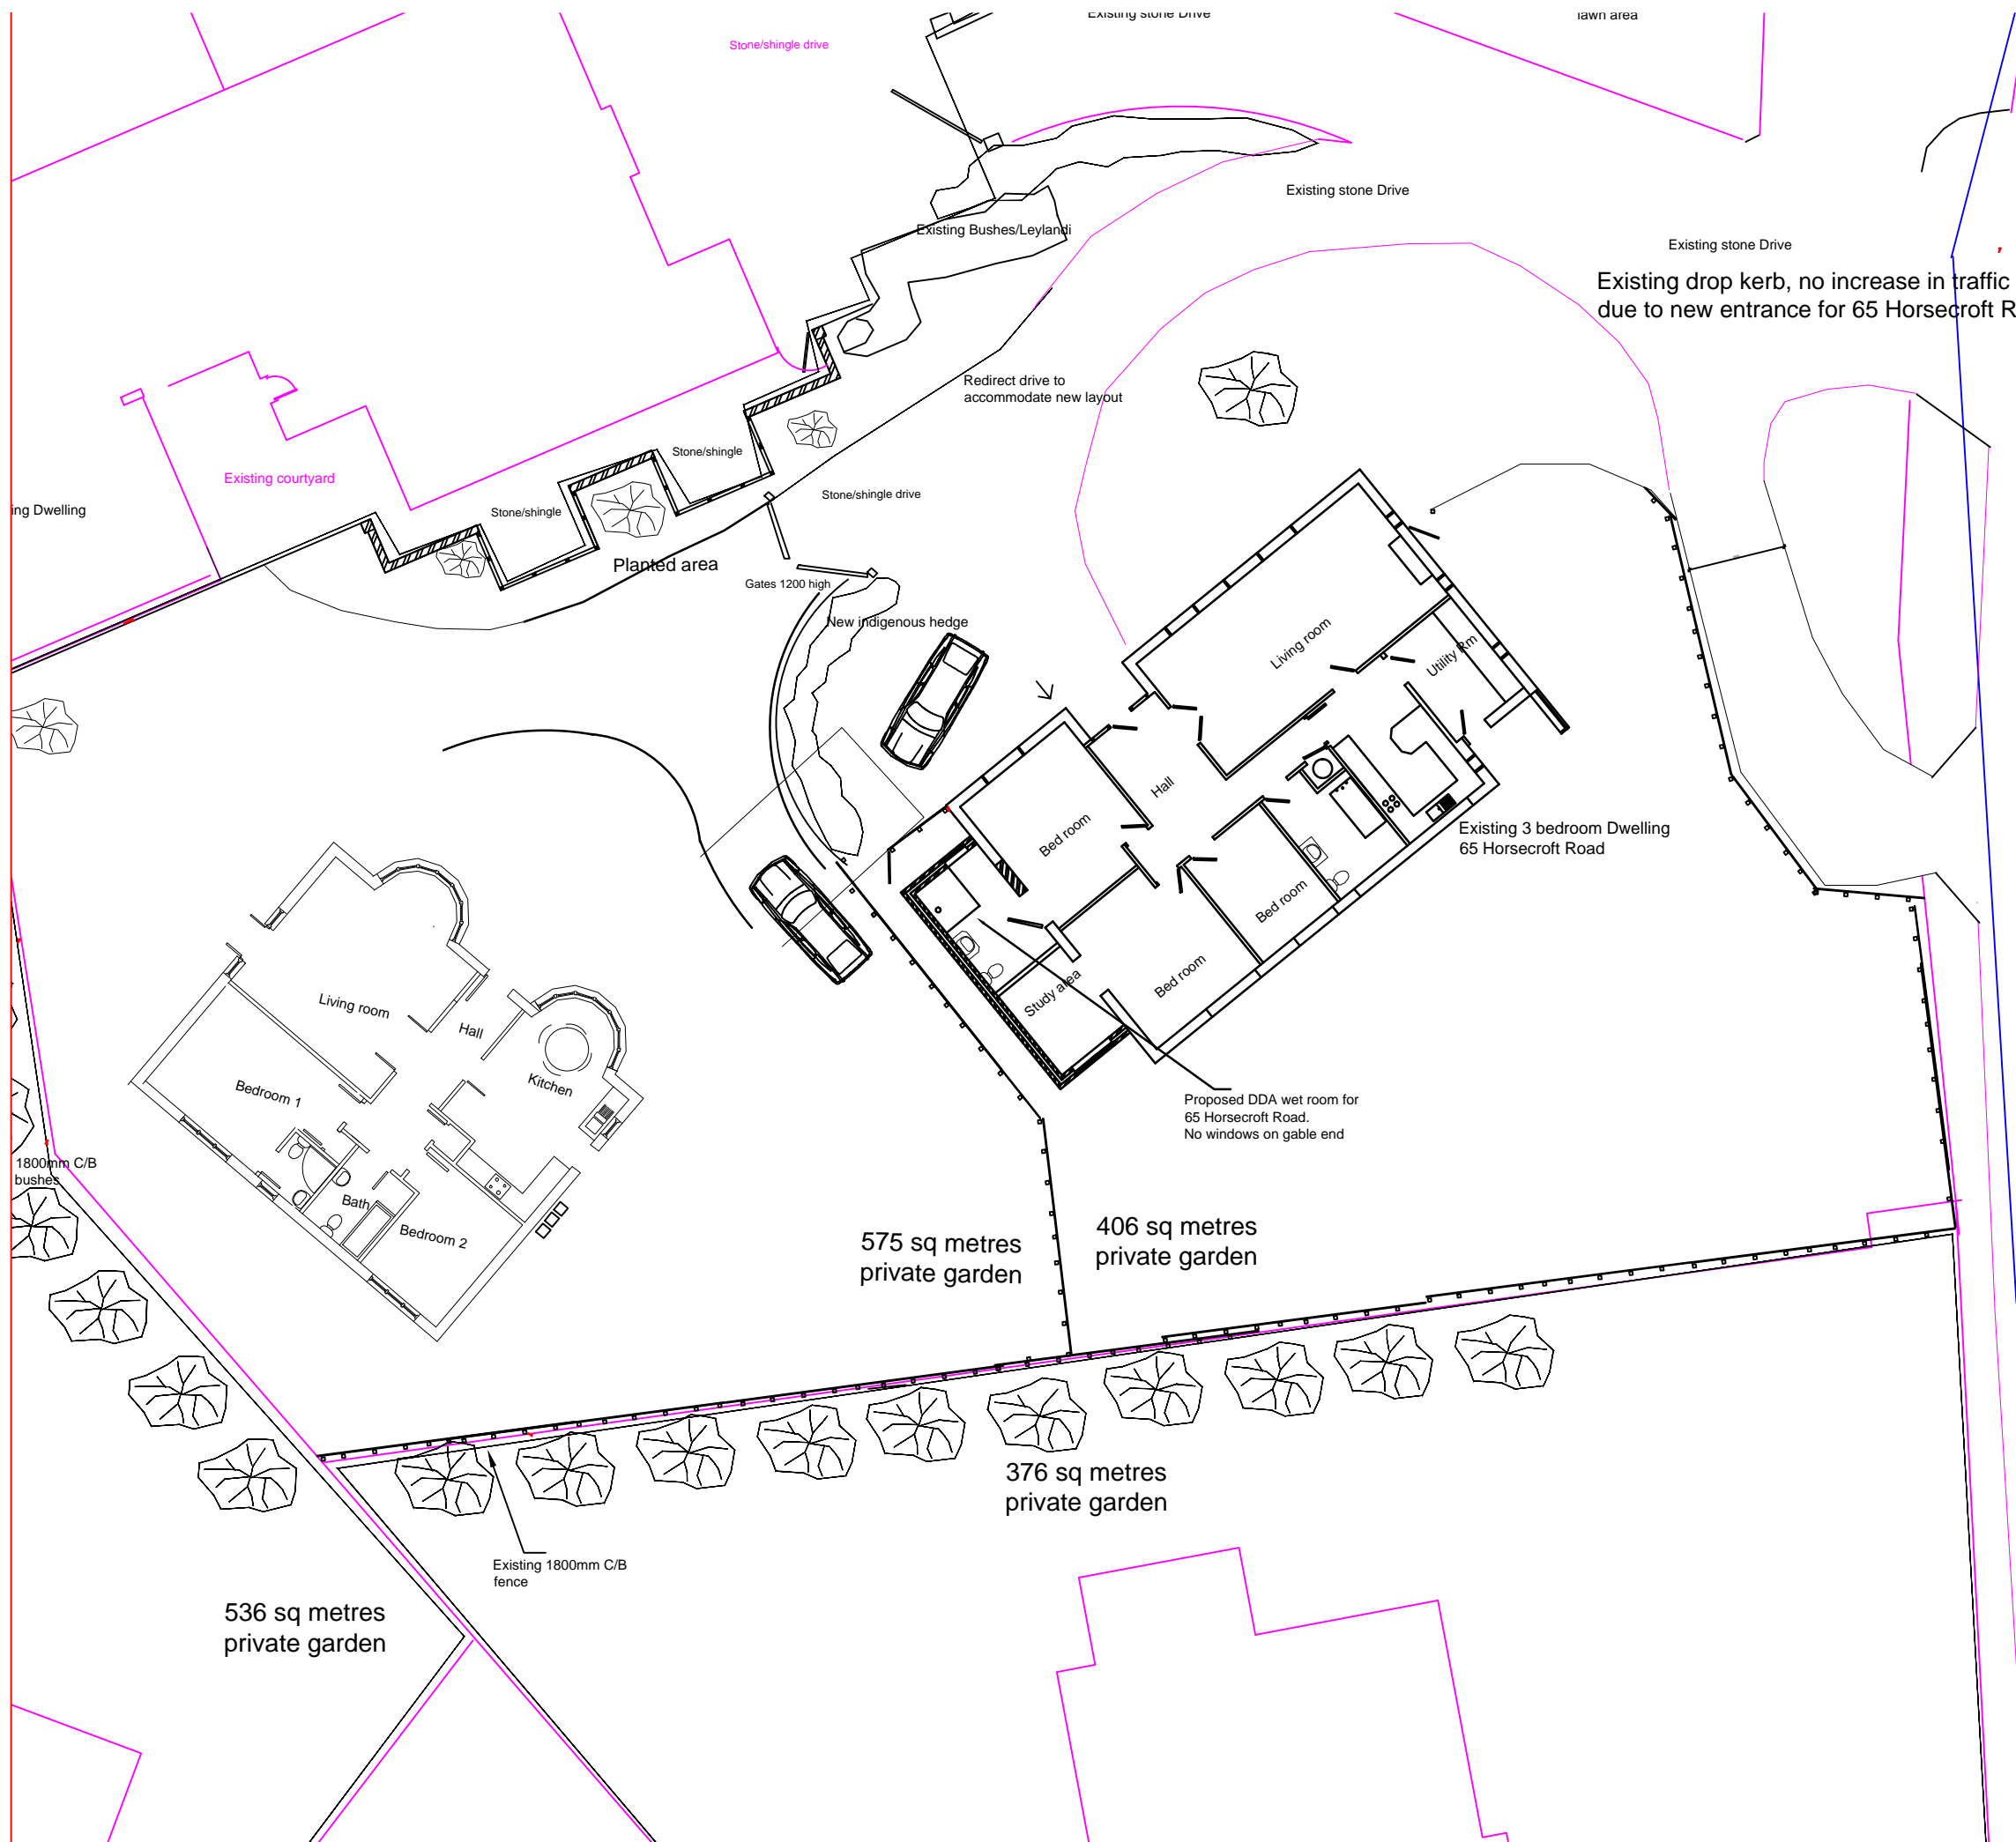 Existing stone Drive
lawn area
Stone/shingle drive
Existing stone Drive
Existing Bushes/Leylandi
Existing stone Drive
Existing drop kerb, no increase in traffic
due to new entrance for 65 Horsecroft R
Redirect drive to
accommodate new layout
Stone/shingle
Existing courtyard
Stone/shingle drive
ing Dwelling
Stone/shingle
Planted area
Gates 1200 high
New indigenous hedge
Living room
Utility Rm
Hall
Bed room
Existing 3 bedroom Dwelling
65 Horsecroft Road
Bed room
Bed room
Study area
Living room
Hall
Kitchen
Bedroom 1
Bath
Bedroom 2
Proposed DDA wet room for
65 Horsecroft Road.
No windows on gable end
1800mm C/B
bushes
575 sq metres
private garden
406 sq metres
private garden
376 sq metres
private garden
Existing 1800mm C/B
fence
536 sq metres
private garden